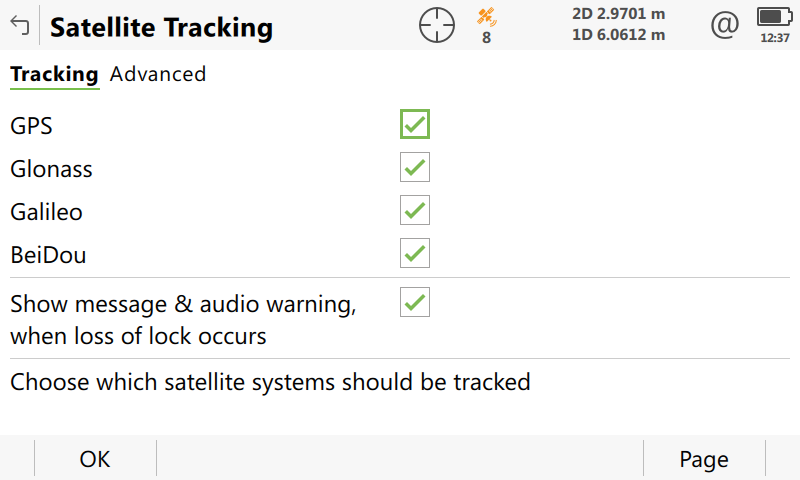 Satellite Tracking
8
2D 2.9701 m
1D 6.0612 m
@
12:37
Tracking Advanced
GPS
Glonass
Galileo
BeiDou
Show message & audio warning,
when loss of lock occurs
Choose which satellite systems should be tracked
OK
Page